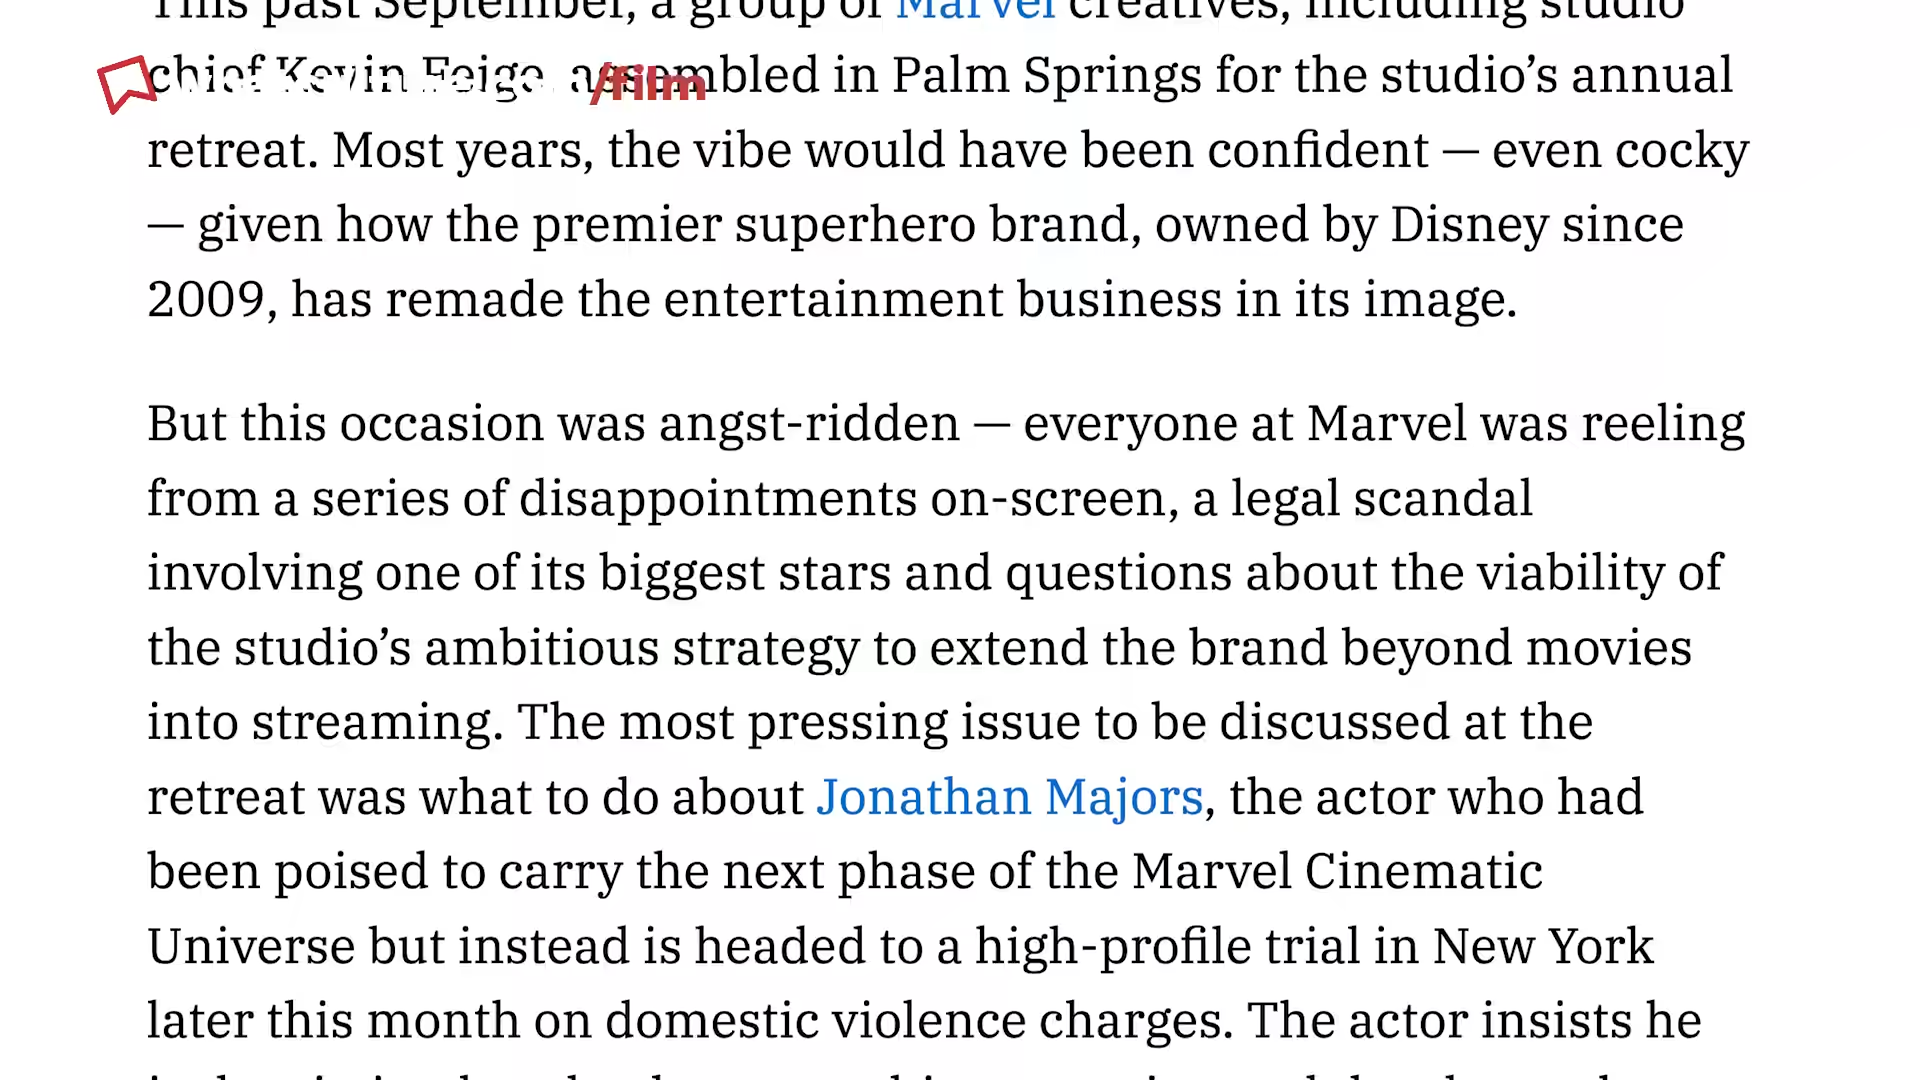 This past September, a group of Marvel creatives, including studio
chief Kevin Feige, assembled in Palm Springs for the studio’s annual
/film
retreat. Most years, the vibe would have been confident — even cocky
— given how the premier superhero brand, owned by Disney since
2009, has remade the entertainment business in its image.
But this occasion was angst-ridden — everyone at Marvel was reeling
from a series of disappointments on-screen, a legal scandal
involving one of its biggest stars and questions about the viability of
the studio’s ambitious strategy to extend the brand beyond movies
into streaming. The most pressing issue to be discussed at the
retreat was what to do about Jonathan Majors, the actor who had
been poised to carry the next phase of the Marvel Cinematic
Universe but instead is headed to a high-profile trial in New York
later this month on domestic violence charges. The actor insists he